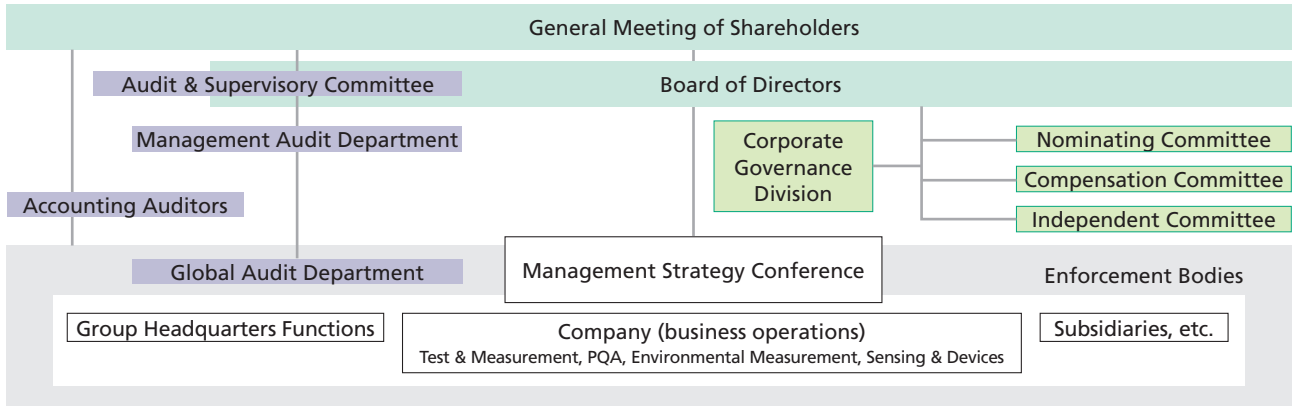 General Meeting of Shareholders
Audit & Supervisory Committee
Board of Directors
Management Audit Department
Corporate
Governance
Division
Nominating Committee
Compensation Committee
Independent Committee
Accounting Auditors
Global Audit Department
Management Strategy Conference
Enforcement Bodies
Group Headquarters Functions
Company (business operations)
Test & Measurement, PQA, Environmental Measurement, Sensing & Devices
Subsidiaries, etc.